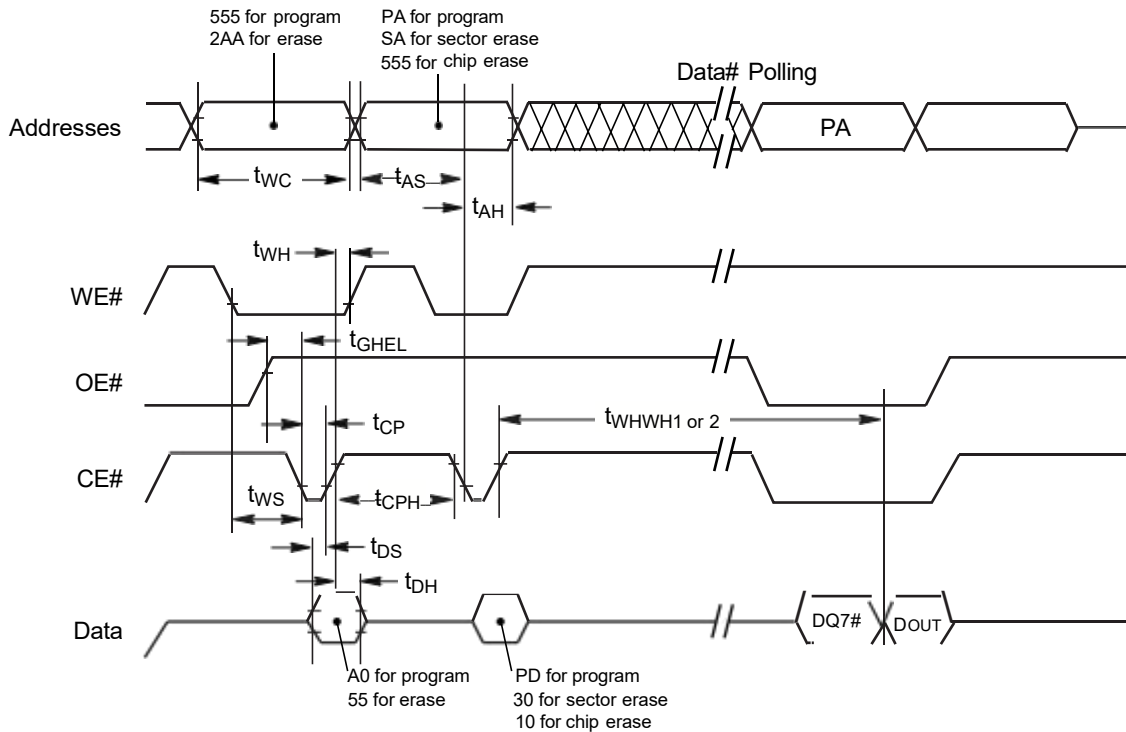 555 for program
2AA for erase
PA for program
SA for sector erase
555 for chip erase
Data# Polling
Addresses
PA
tWC
tAS
tAH
tWH
WE#
tGHEL
OE#
tWHWH1 or 2
tCP
CE#
tWS
tCPH
tDS
tDH
Data
DQ7#
DOUT
A0 for program
55 for erase
PD for program
30 for sector erase
10 for chip erase